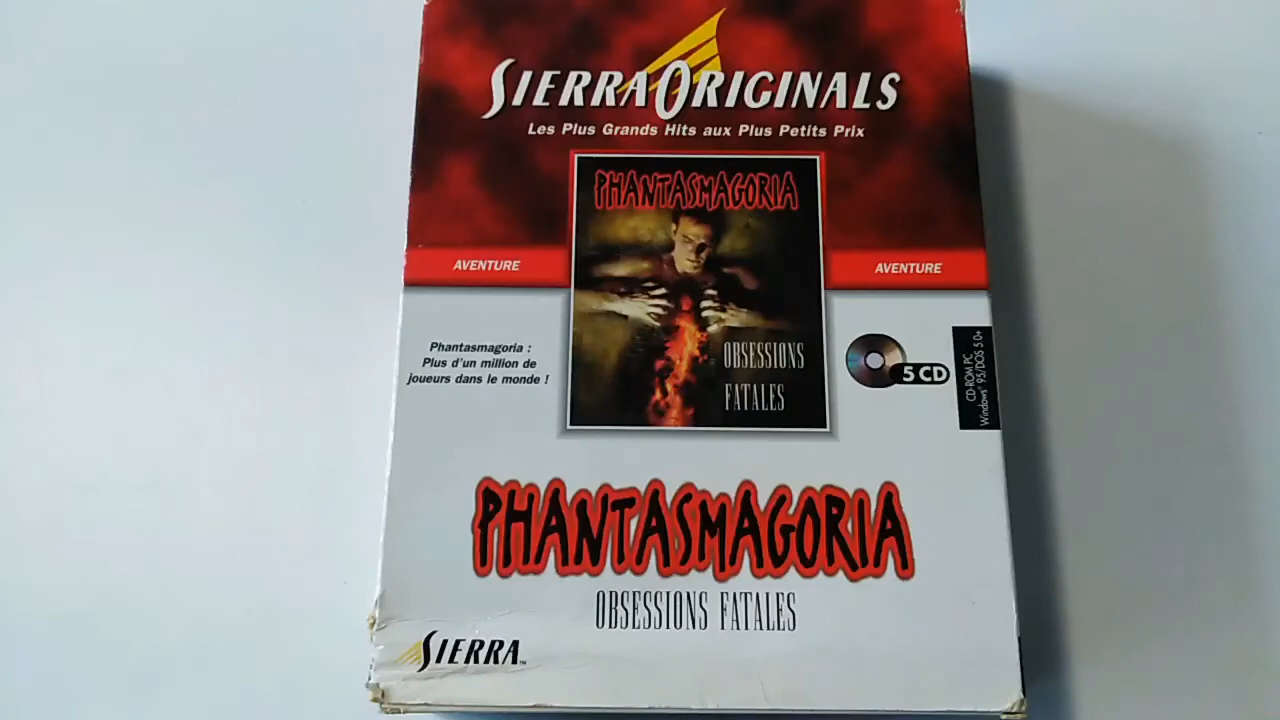 SIERRA ORIGINALS
Les Plus Grands Hits aux Plus Petits Prix
PHANTASMAGORIA
AVENTURE
AVENTURE
Phantasmagoria :
Plus d'un million de
joueurs dans le monde !
OBSESSIONS
FATALES
5 CD
CD-ROM PC
Windows® 95/DOS 5.0+
PHANTASMAGORIA
OBSESSIONS FATALES
SIERRA™